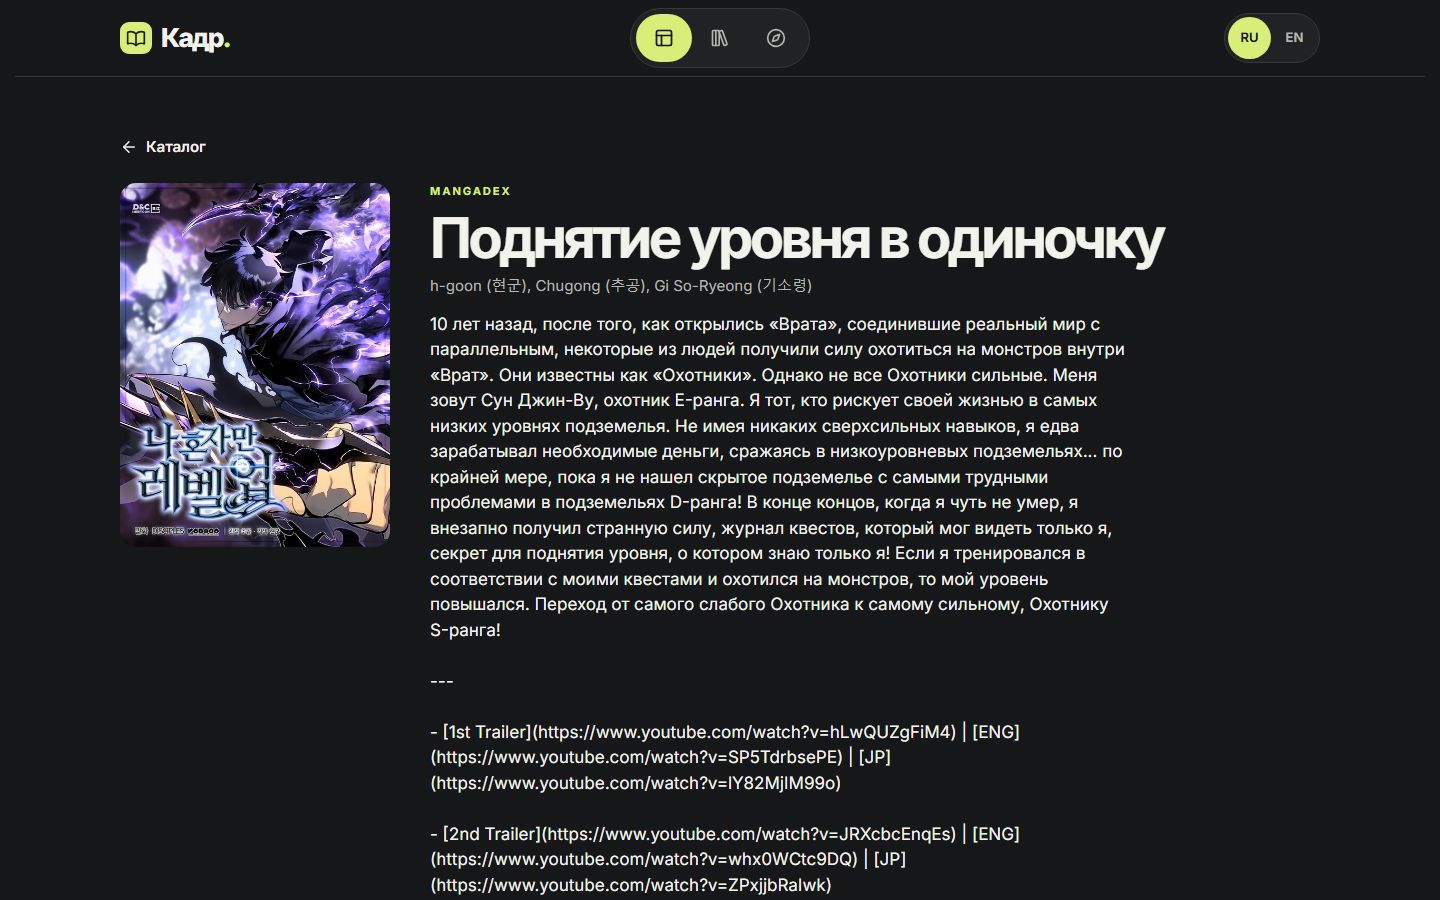 Кадр.
RU EN
Каталог
D&C
WEBTOON
나 혼자만
레벨업
MANGADEX
Поднятие уровня в одиночку
h-goon (현군), Chugong (추공), Gi So-Ryeong (기소령)
10 лет назад, после того, как открылись «Врата», соединившие реальный мир с
параллельным, некоторые из людей получили силу охотиться на монстров внутри
«Врат». Они известны как «Охотники». Однако не все Охотники сильные. Меня
зовут Сун Джин-Ву, охотник E-ранга. Я тот, кто рискует своей жизнью в самых
низких уровнях подземелья. Не имея никаких сверхсильных навыков, я едва
зарабатывал необходимые деньги, сражаясь в низкоуровневых подземельях... по
крайней мере, пока я не нашел скрытое подземелье с самыми трудными
проблемами в подземельях D-ранга! В конце концов, когда я чуть не умер, я
внезапно получил странную силу, журнал квестов, который мог видеть только я,
секрет для поднятия уровня, о котором знаю только я! Если я тренировался в
соответствии с моими квестами и охотился на монстров, то мой уровень
повышался. Переход от самого слабого Охотника к самому сильному, Охотнику
S-ранга!
---
- [1st Trailer](https://www.youtube.com/watch?v=hLwQUZgFiM4) | [ENG]
(https://www.youtube.com/watch?v=SP5TdrbsePE) | [JP]
(https://www.youtube.com/watch?v=IY82MjIM99o)
- [2nd Trailer](https://www.youtube.com/watch?v=JRXcbcEnqEs) | [ENG]
(https://www.youtube.com/watch?v=whx0WCtc9DQ) | [JP]
(https://www.youtube.com/watch?v=ZPxjjbRaIwk)